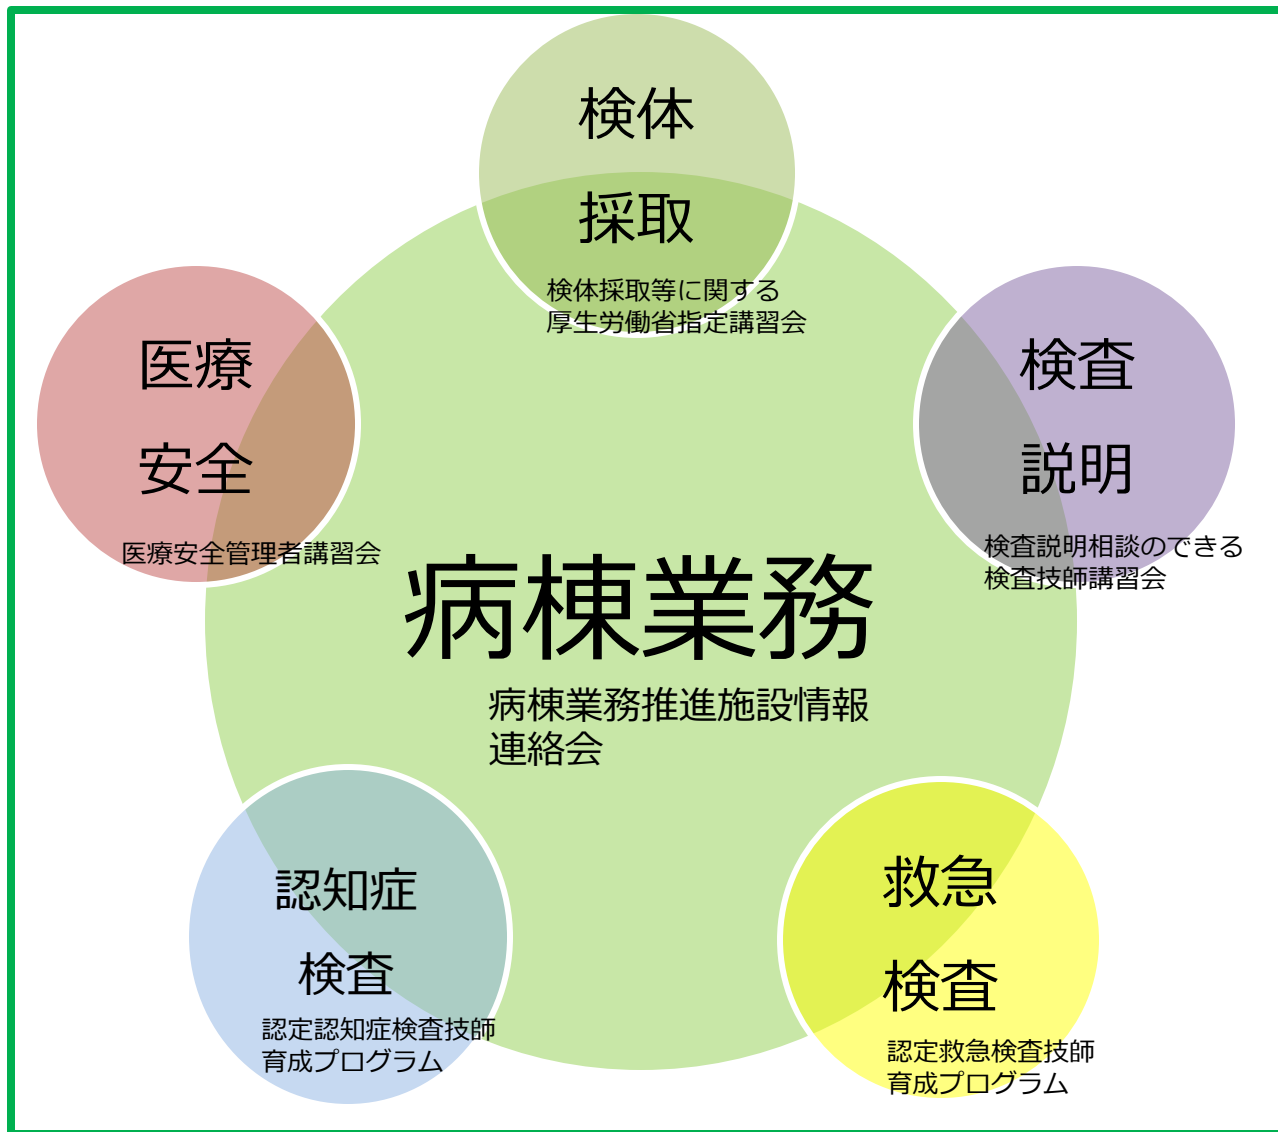 検体
採取
検体採取等に関する
厚生労働省指定講習会
医療
安全
医療安全管理者講習会
検査
説明
検査説明相談のできる
検査技師講習会
病棟業務
病棟業務推進施設情報
連絡会
認知症
検査
認定認知症検査技師
育成プログラム
救急
検査
認定救急検査技師
育成プログラム